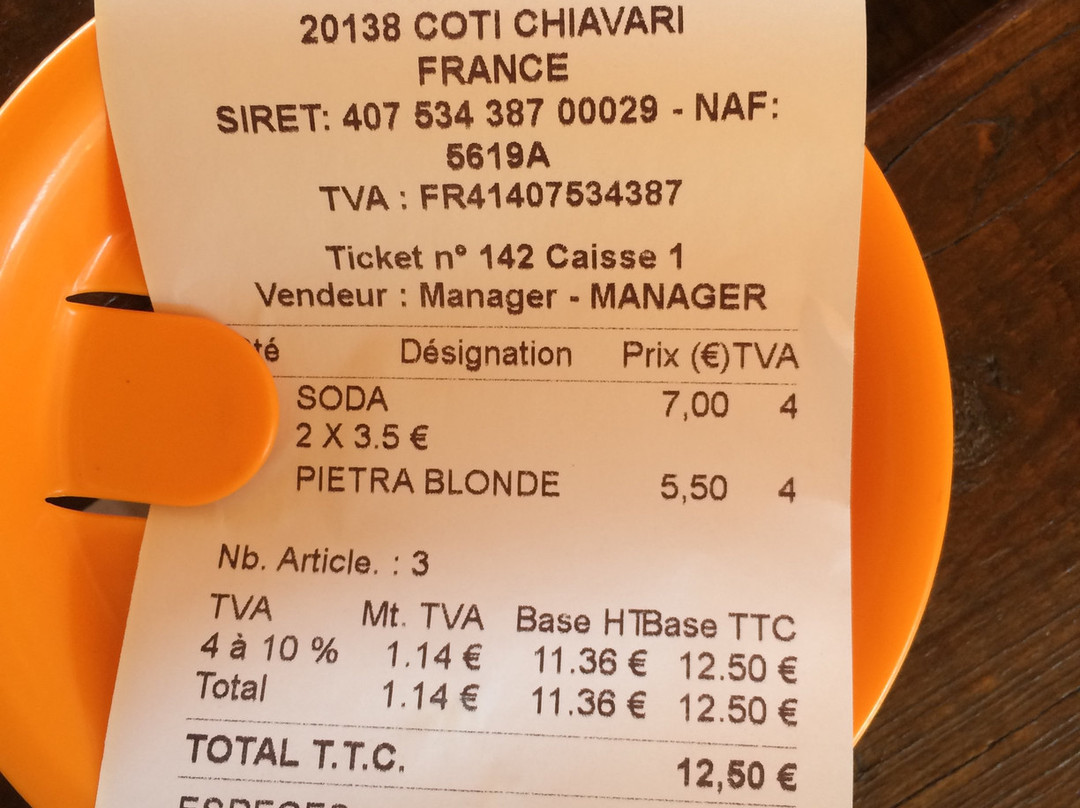 20138 COTI CHIAVARI
FRANCE
SIRET: 407 534 387 00029 - NAF:
5619A
TVA : FR41407534387
Ticket n° 142 Caisse 1
Vendeur : Manager - MANAGER
té Désignation Prix (€)TVA
SODA 7,00 4
2 X 3.5 €
PIETRA BLONDE 5,50 4
Nb. Article. : 3
TVA Mt. TVA Base HTBase TTC
4 à 10 % 1.14 € 11.36 € 12.50 €
Total 1.14 € 11.36 € 12.50 €
TOTAL T.T.C. 12,50 €
ESPECES